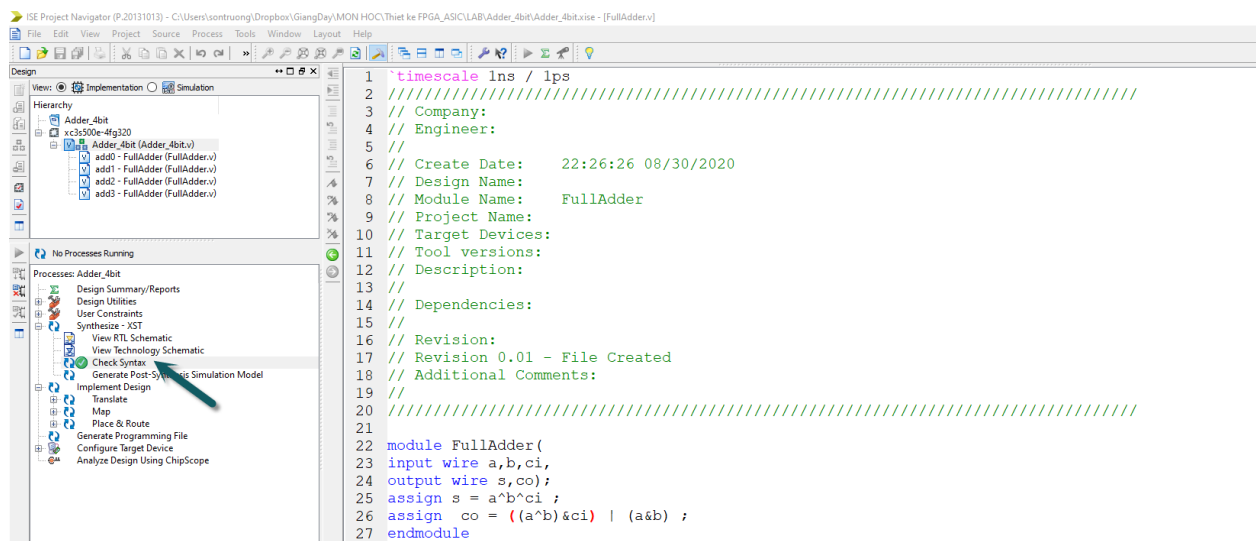 ISE Project Navigator (P.20131013) - C:\Users\sontruong\Dropbox\GiangDay\MON HOC\Thiet ke FPGA_ASIC\LAB\Adder_4bit\Adder_4bit.xise - [FullAdder.v]
File Edit View Project Source Process Tools Window Layout Help
Design
View: Implementation Simulation
Hierarchy
Adder_4bit
xc3s500e-4fg320
Adder_4bit (Adder_4bit.v)
add0 - FullAdder (FullAdder.v)
add1 - FullAdder (FullAdder.v)
add2 - FullAdder (FullAdder.v)
add3 - FullAdder (FullAdder.v)
No Processes Running
Processes: Adder_4bit
Design Summary/Reports
Design Utilities
User Constraints
Synthesize - XST
View RTL Schematic
View Technology Schematic
Check Syntax
Generate Post-Synthesis Simulation Model
Implement Design
Translate
Map
Place & Route
Generate Programming File
Configure Target Device
Analyze Design Using ChipScope
1 `timescale 1ns / 1ps
2 //////////////////////////////////////////////////////////////////////////////////
3 // Company:
4 // Engineer:
5 //
6 // Create Date: 22:26:26 08/30/2020
7 // Design Name:
8 // Module Name: FullAdder
9 // Project Name:
10 // Target Devices:
11 // Tool versions:
12 // Description:
13 //
14 // Dependencies:
15 //
16 // Revision:
17 // Revision 0.01 - File Created
18 // Additional Comments:
19 //
20 //////////////////////////////////////////////////////////////////////////////////
21
22 module FullAdder(
23 input wire a,b,ci,
24 output wire s,co);
25 assign s = a^b^ci ;
26 assign co = ((a^b)&ci) | (a&b) ;
27 endmodule